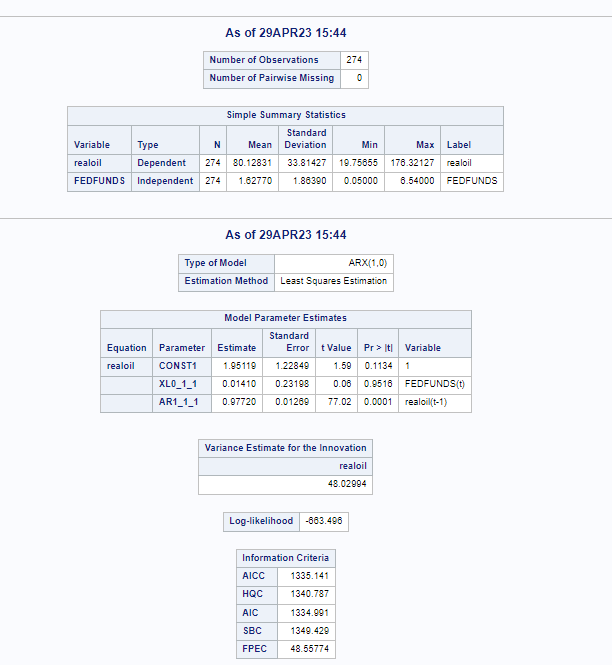 As of 29APR23 15:44
Number of Observations 274
Number of Pairwise Missing 0
Simple Summary Statistics
Variable Type N Mean Standard Deviation Min Max Label
realoil Dependent 274 80.12831 33.81427 19.75655 176.32127 realoil
FEDFUNDS Independent 274 1.62770 1.86390 0.05000 6.54000 FEDFUNDS
As of 29APR23 15:44
Type of Model ARX(1,0)
Estimation Method Least Squares Estimation
Model Parameter Estimates
Equation Parameter Estimate Standard Error t Value Pr > |t| Variable
realoil CONST1 1.95119 1.22849 1.59 0.1134 1
XL0_1_1 0.01410 0.23198 0.06 0.9516 FEDFUNDS(t)
AR1_1_1 0.97720 0.01269 77.02 0.0001 realoil(t-1)
Variance Estimate for the Innovation
realoil
48.02994
Log-likelihood -663.496
Information Criteria
AICC 1335.141
HQC 1340.787
AIC 1334.991
SBC 1349.429
FPEC 48.55774